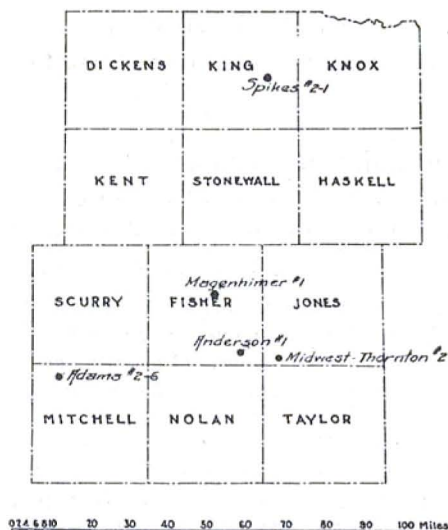 DICKENS KING KNOX
Spikes #2-1
KENT STONEWALL HASKELL
Magenhimer #1
SCURRY FISHER JONES
Anderson #1
Midwest-Thornton #2
Adams #2-6
MITCHELL NOLAN TAYLOR
0 2 4 6 8 10 20 30 40 50 60 70 80 90 100 Miles